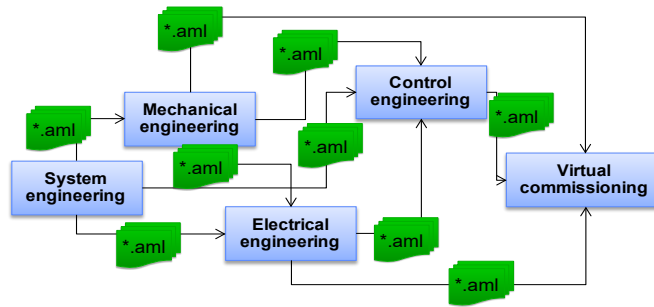 *.aml
*.aml
Mechanical
engineering
Control
engineering
*.aml
*.aml
*.aml
*.aml
System
engineering
Virtual
commissioning
*.aml
Electrical
engineering
*.aml
*.aml